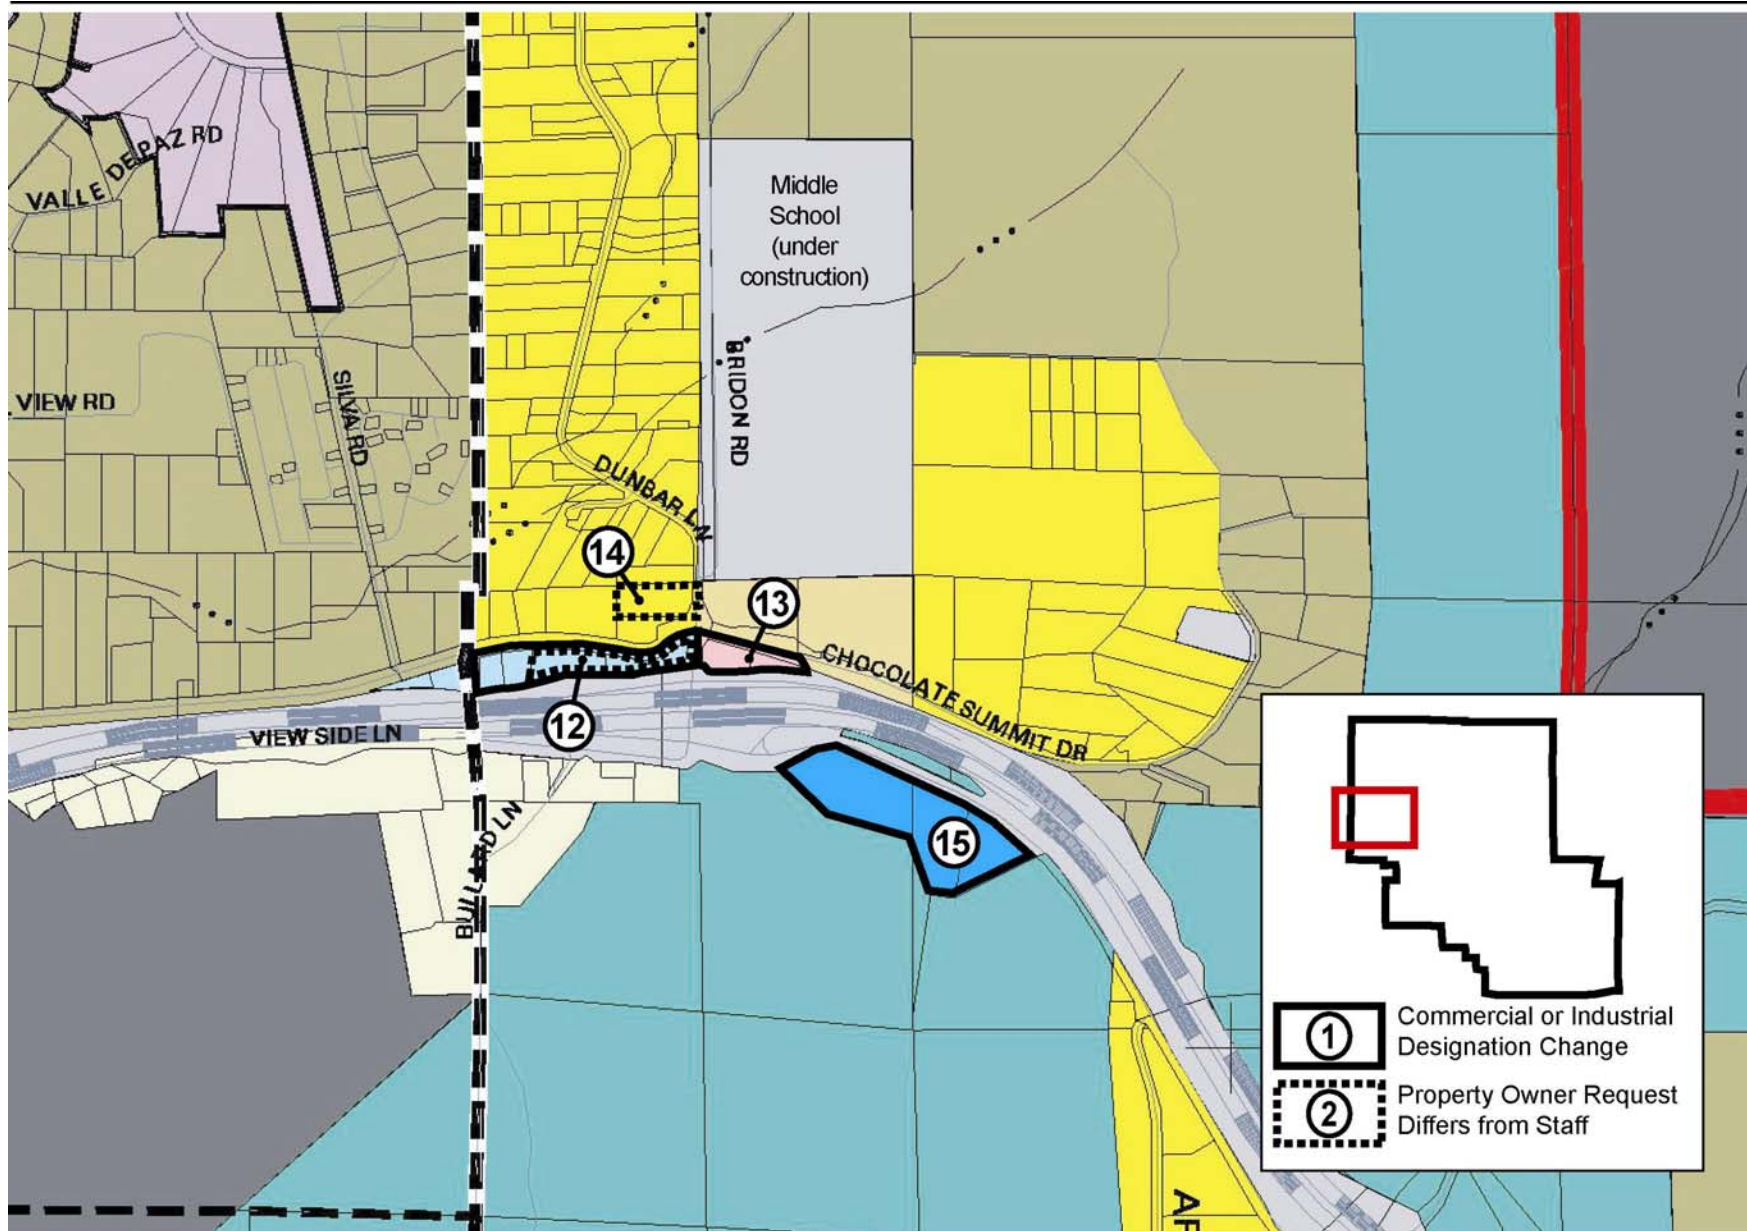 VALLE DE PAZ RD
Middle
School
(under
construction)
VIEW RD
SILVA RD
BRIDON RD
DUNBAR LN
14
13
CHOCOLATE SUMMIT DR
12
VIEW SIDE LN
15
BULLARD LN
1
Commercial or Industrial
Designation Change
2
Property Owner Request
Differs from Staff